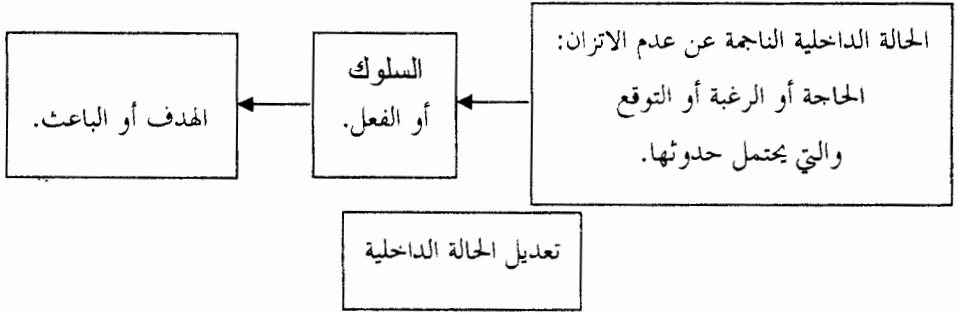 الحالة الداخلية الناجمة عن عدم الاتزان:
الحاجة أو الرغبة أو التوقع
والتي يحتمل حدوثها.
السلوك
أو الفعل.
الهدف أو الباعث.
تعديل الحالة الداخلية